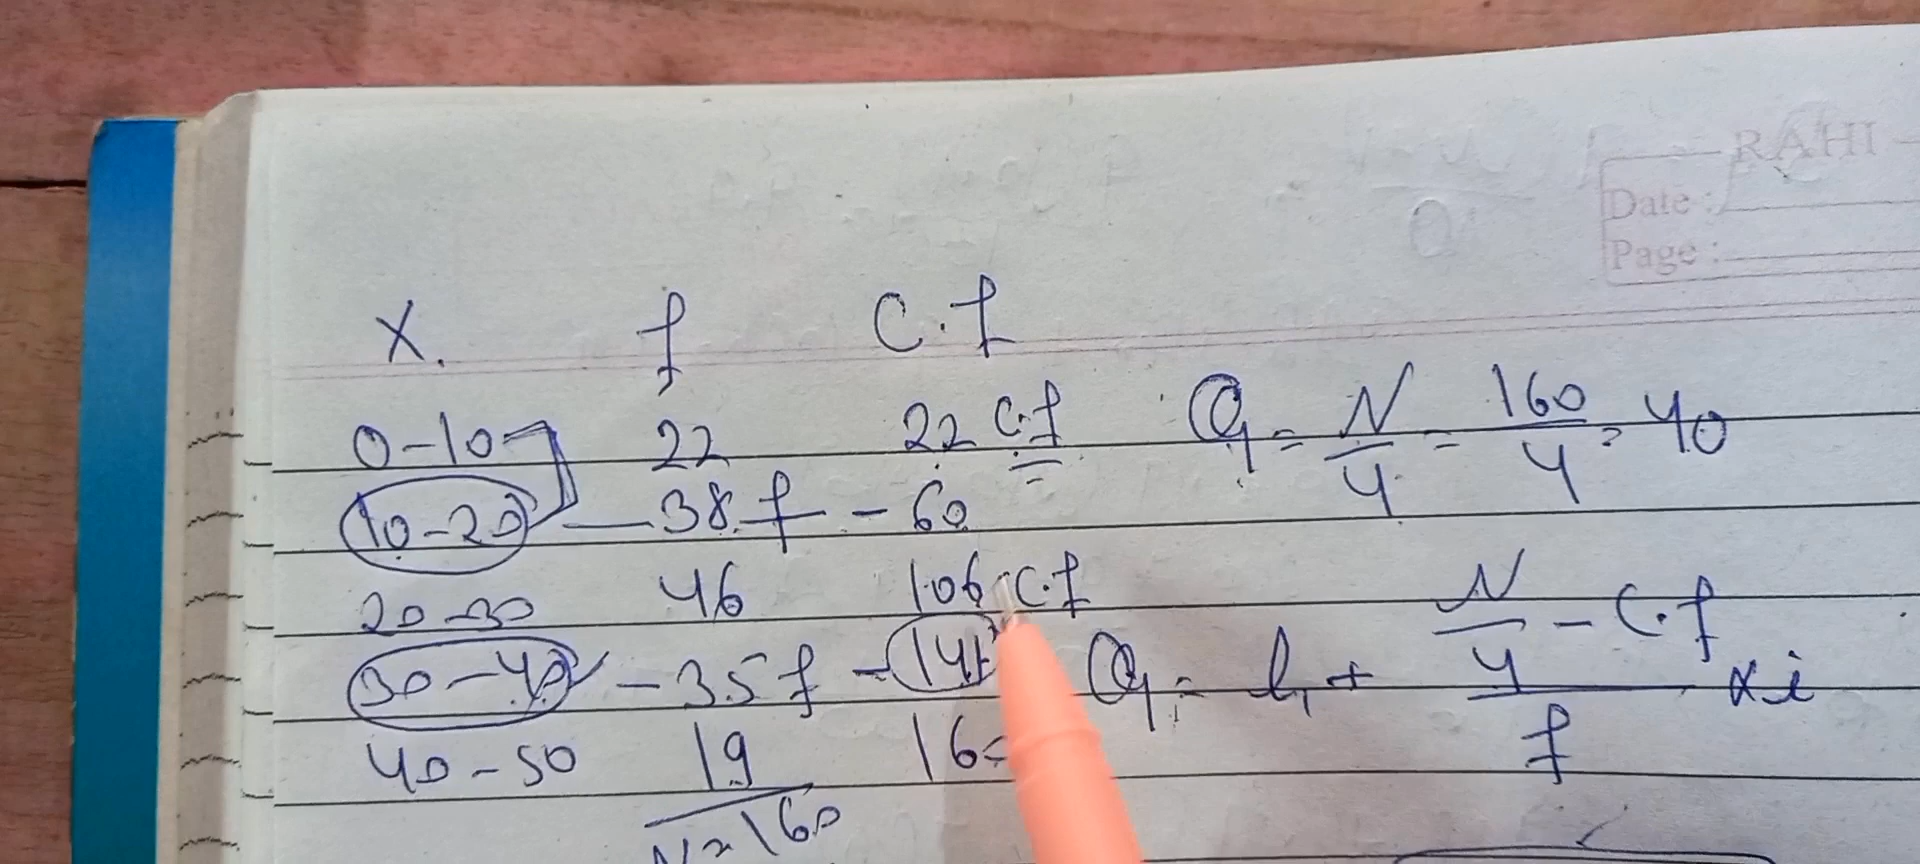 RAHI
Date :
Page :
X. f C.f
0-10 22 22 C.f Q1 = N/4 = 160/4 = 40
10-20 — 38 f - 60
20-30 46 106 C.f
30-40 - 35 f - 141 Q1 = l1 + N/4 - C.f / f x i
40-50 19 160
N = 160